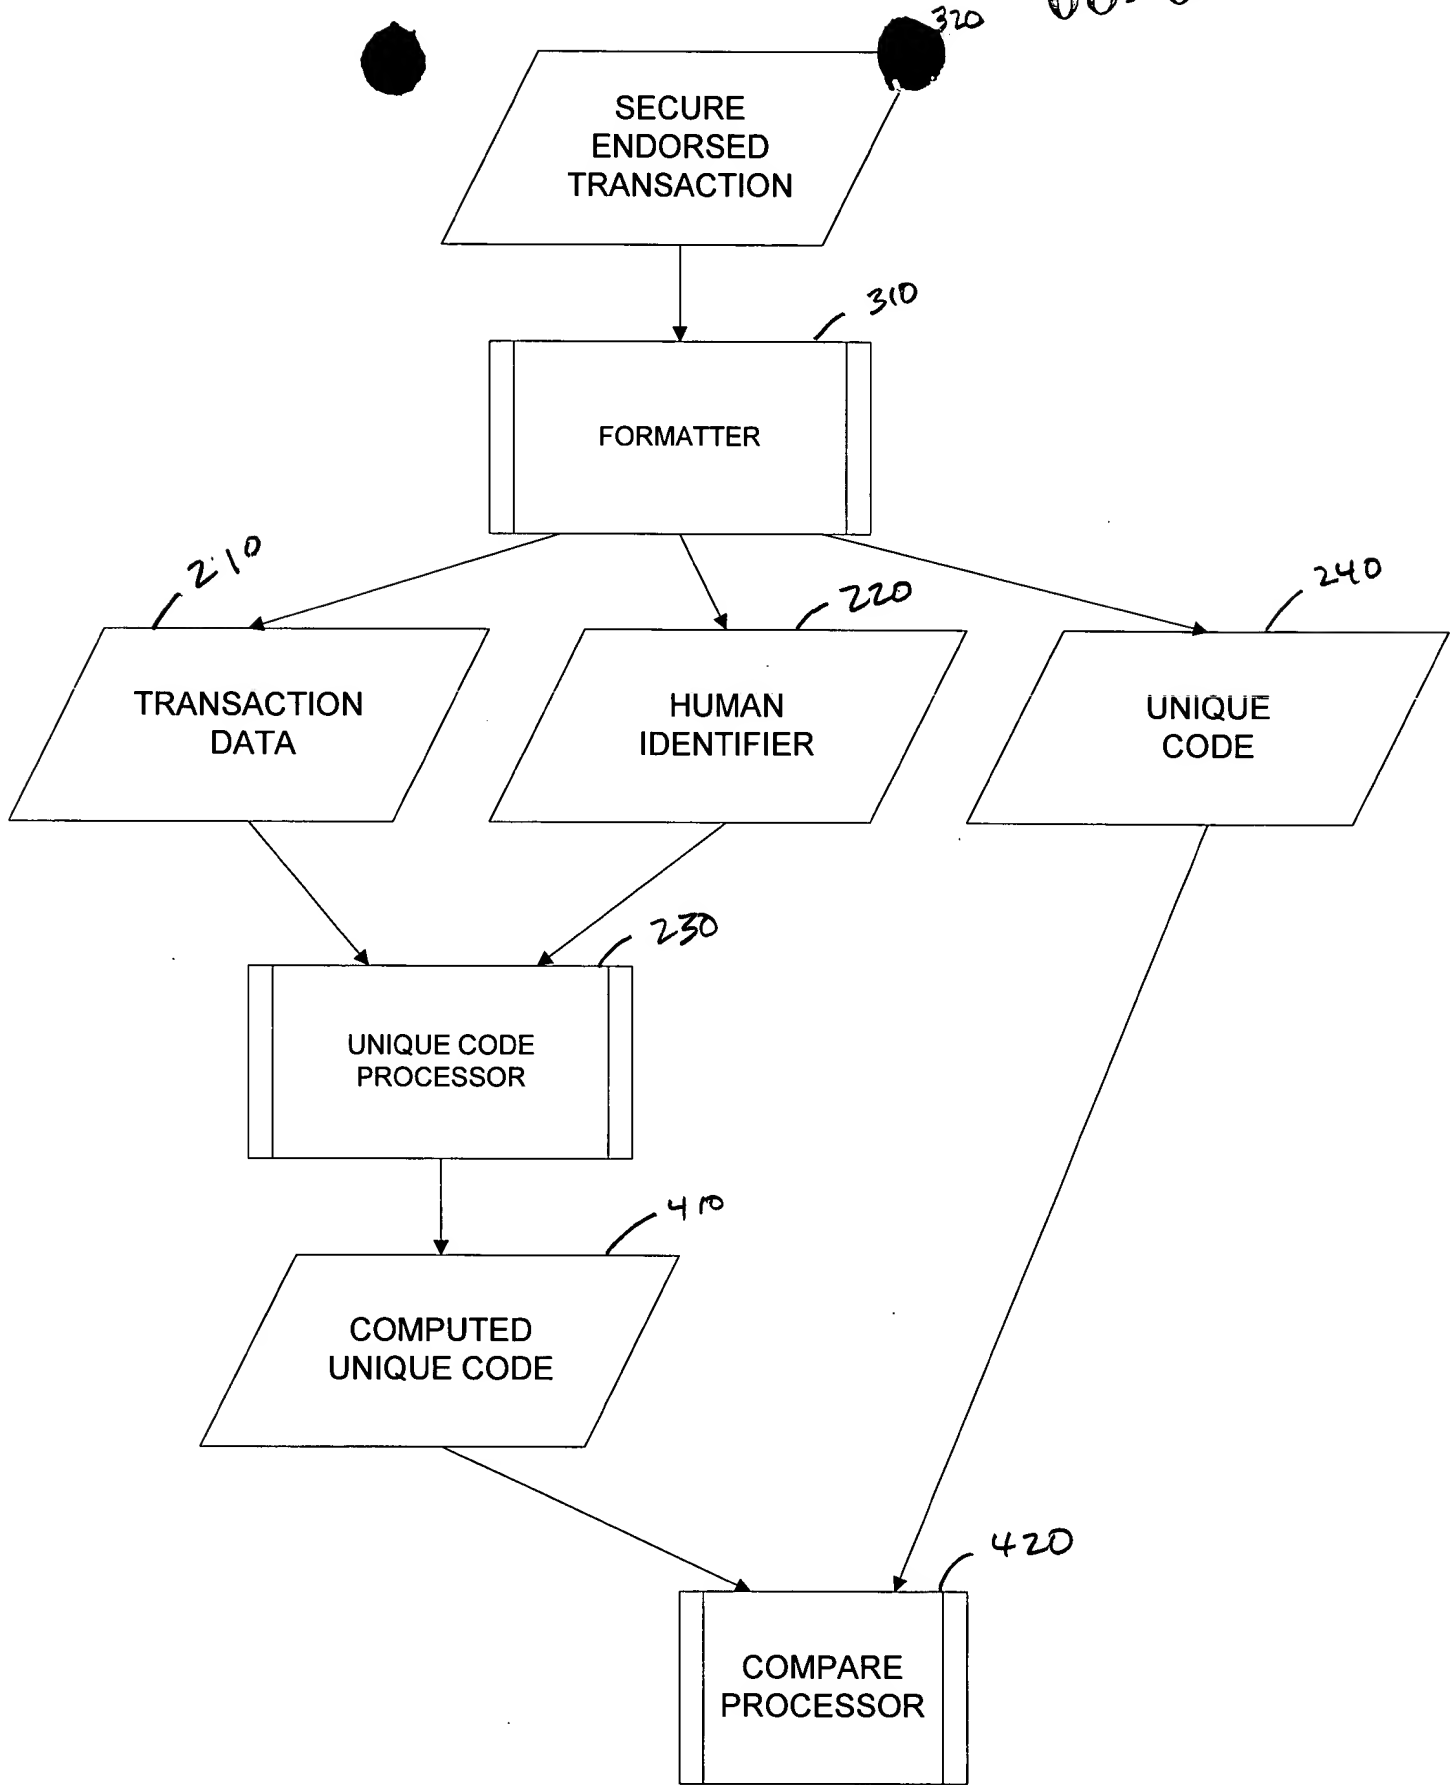 320
SECURE
ENDORSED
TRANSACTION
310
FORMATTER
210
220
240
TRANSACTION
DATA
HUMAN
IDENTIFIER
UNIQUE
CODE
230
UNIQUE CODE
PROCESSOR
410
COMPUTED
UNIQUE CODE
420
COMPARE
PROCESSOR